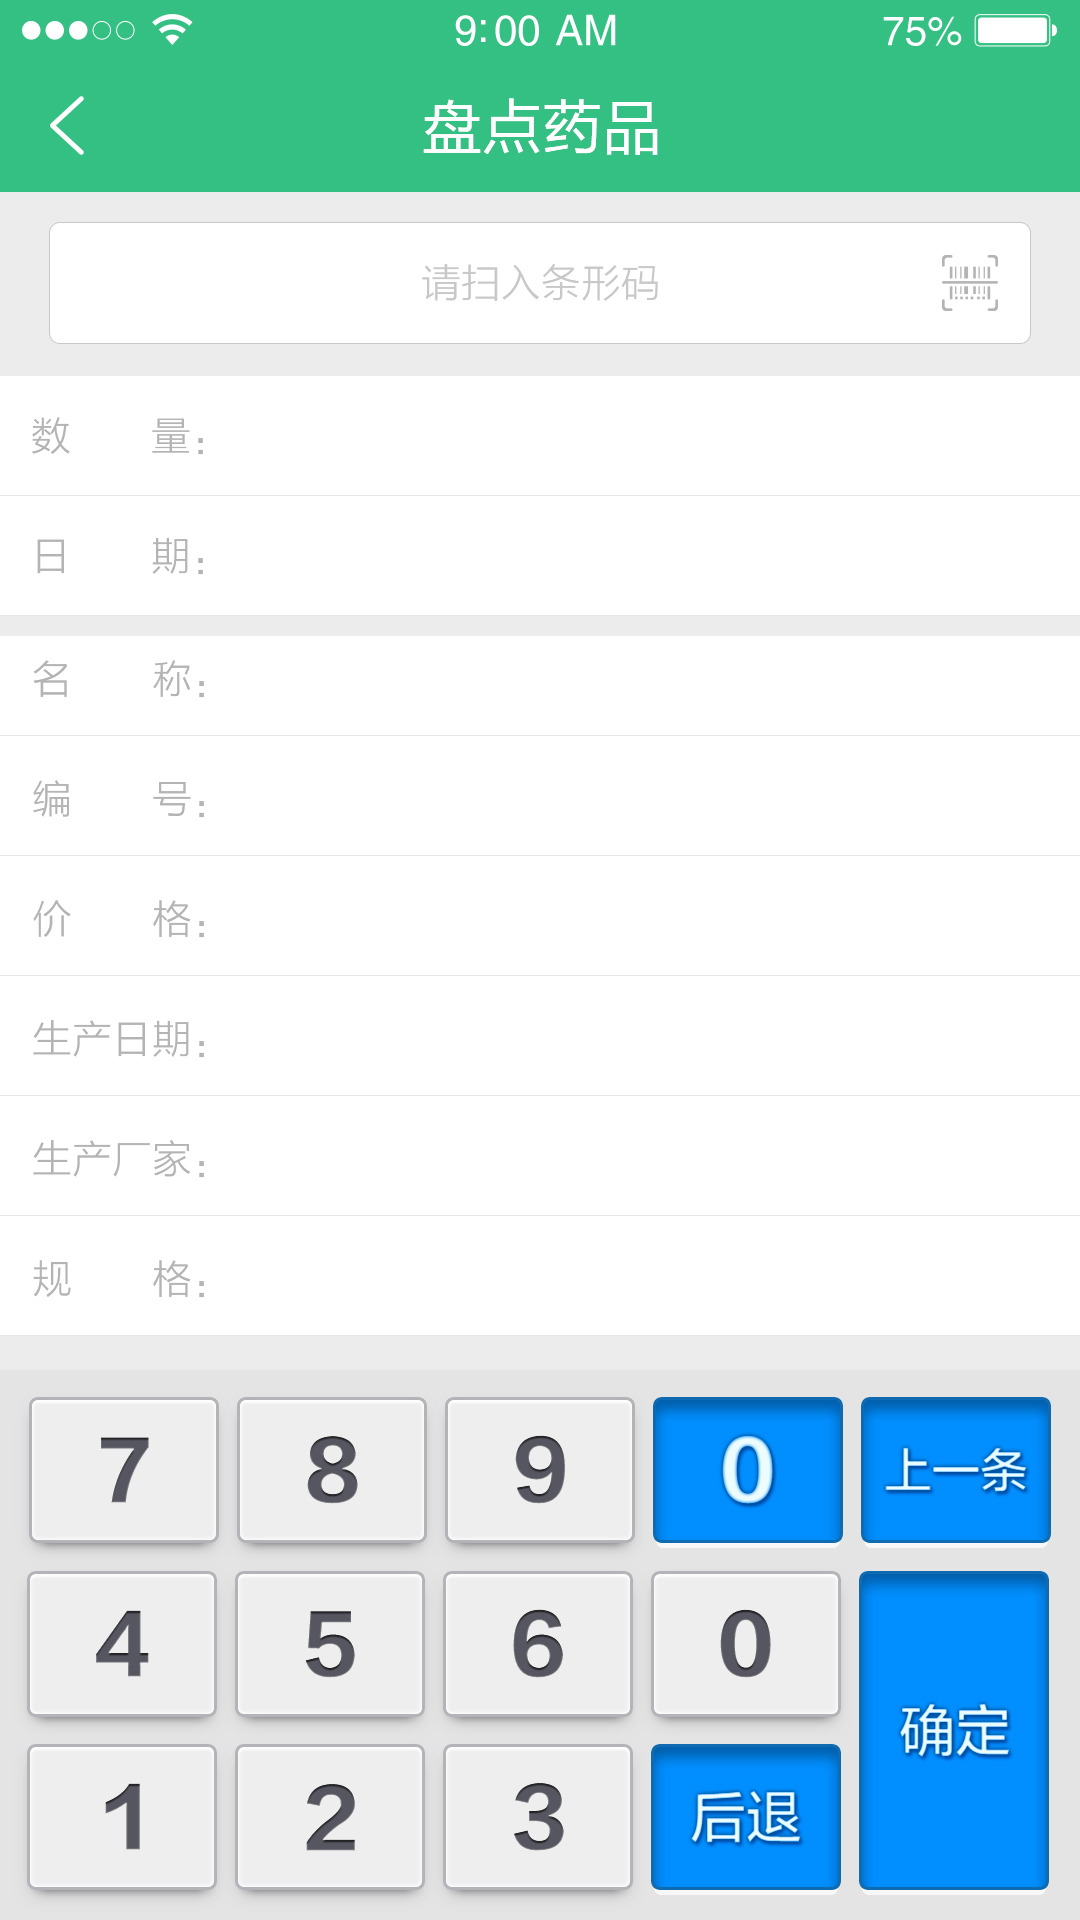 9:00 AM 75%
盘点药品
请扫入条形码
数 量:
日 期:
名 称:
编 号:
价 格:
生产日期:
生产厂家:
规 格:
7 8 9 0 上一条
4 5 6 0 确定
1 2 3 后退